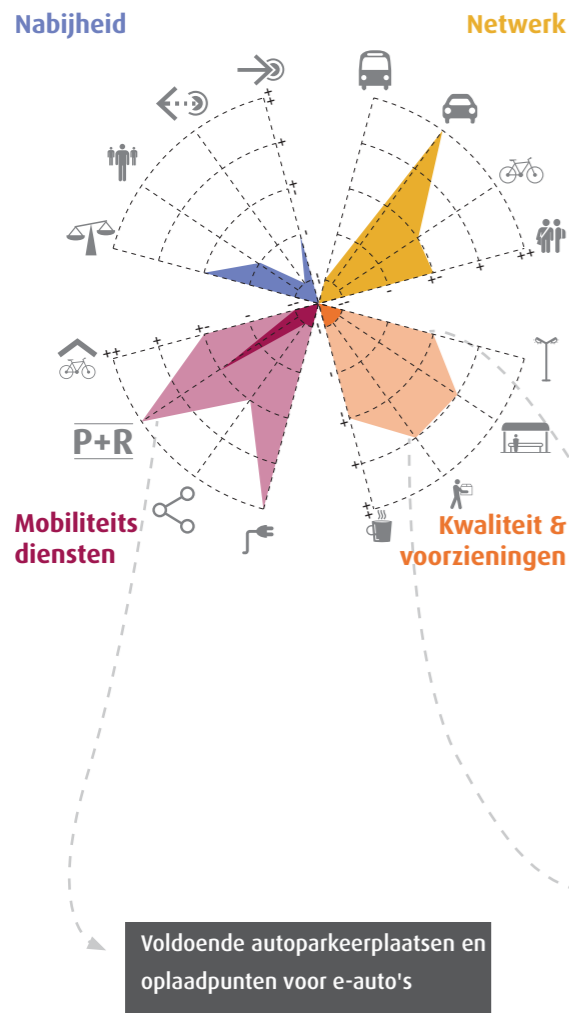 Nabijheid
Netwerk
P+R
Mobiliteits
diensten
Kwaliteit &
voorzieningen
Voldoende autoparkeerplaatsen en
oplaadpunten voor e-auto's